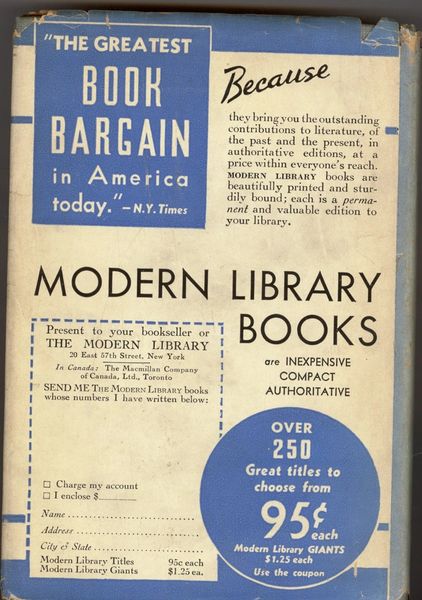 "THE GREATEST
BOOK
BARGAIN
in America
today."–N.Y. Times
Because
they bring you the outstanding
contributions to literature, of
the past and the present, in
authoritative editions, at a
price within everyone's reach.
MODERN LIBRARY books are
beautifully printed and stur-
dily bound; each is a perma-
nent and valuable edition to
your library.
MODERN LIBRARY
BOOKS
are INEXPENSIVE
COMPACT
AUTHORITATIVE
Present to your bookseller or
THE MODERN LIBRARY
20 East 57th Street, New York
In Canada: The Macmillan Company
of Canada, Ltd., Toronto
SEND ME THE MODERN LIBRARY books
whose numbers I have written below:
☐ Charge my account
☐ I enclose $
Name
Address
City & State
Modern Library Titles 95c each
Modern Library Giants $1.25 ea.
OVER
250
Great titles to
choose from
95¢ each
Modern Library GIANTS
$1.25 each
Use the coupon